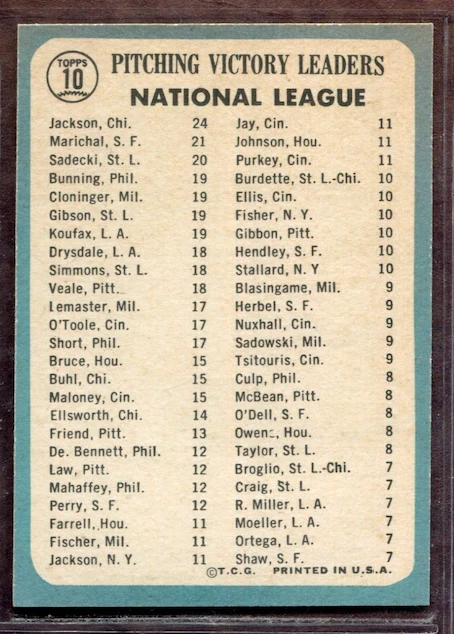 TOPPS
10
PITCHING VICTORY LEADERS
NATIONAL LEAGUE
Jackson, Chi. 24
Marichal, S. F. 21
Sadecki, St. L. 20
Bunning, Phil. 19
Cloninger, Mil. 19
Gibson, St. L. 19
Koufax, L. A. 19
Drysdale, L. A. 18
Simmons, St. L. 18
Veale, Pitt. 18
Lemaster, Mil. 17
O'Toole, Cin. 17
Short, Phil. 17
Bruce, Hou. 15
Buhl, Chi. 15
Maloney, Cin. 15
Ellsworth, Chi. 14
Friend, Pitt. 13
De. Bennett, Phil. 12
Law, Pitt. 12
Mahaffey, Phil. 12
Perry, S. F. 12
Farrell, Hou. 11
Fischer, Mil. 11
Jackson, N. Y. 11
Jay, Cin. 11
Johnson, Hou. 11
Purkey, Cin. 11
Burdette, St. L.-Chi. 10
Ellis, Cin. 10
Fisher, N. Y. 10
Gibbon, Pitt. 10
Hendley, S. F. 10
Stallard, N. Y 10
Blasingame, Mil. 9
Herbel, S. F. 9
Nuxhall, Cin. 9
Sadowski, Mil. 9
Tsitouris, Cin. 9
Culp, Phil. 8
McBean, Pitt. 8
O'Dell, S. F. 8
Owens, Hou. 8
Taylor, St. L. 8
Broglio, St. L.-Chi. 7
Craig, St. L. 7
R. Miller, L. A. 7
Moeller, L. A. 7
Ortega, L. A. 7
Shaw, S. F. 7
©T.C.G. PRINTED IN U.S.A.